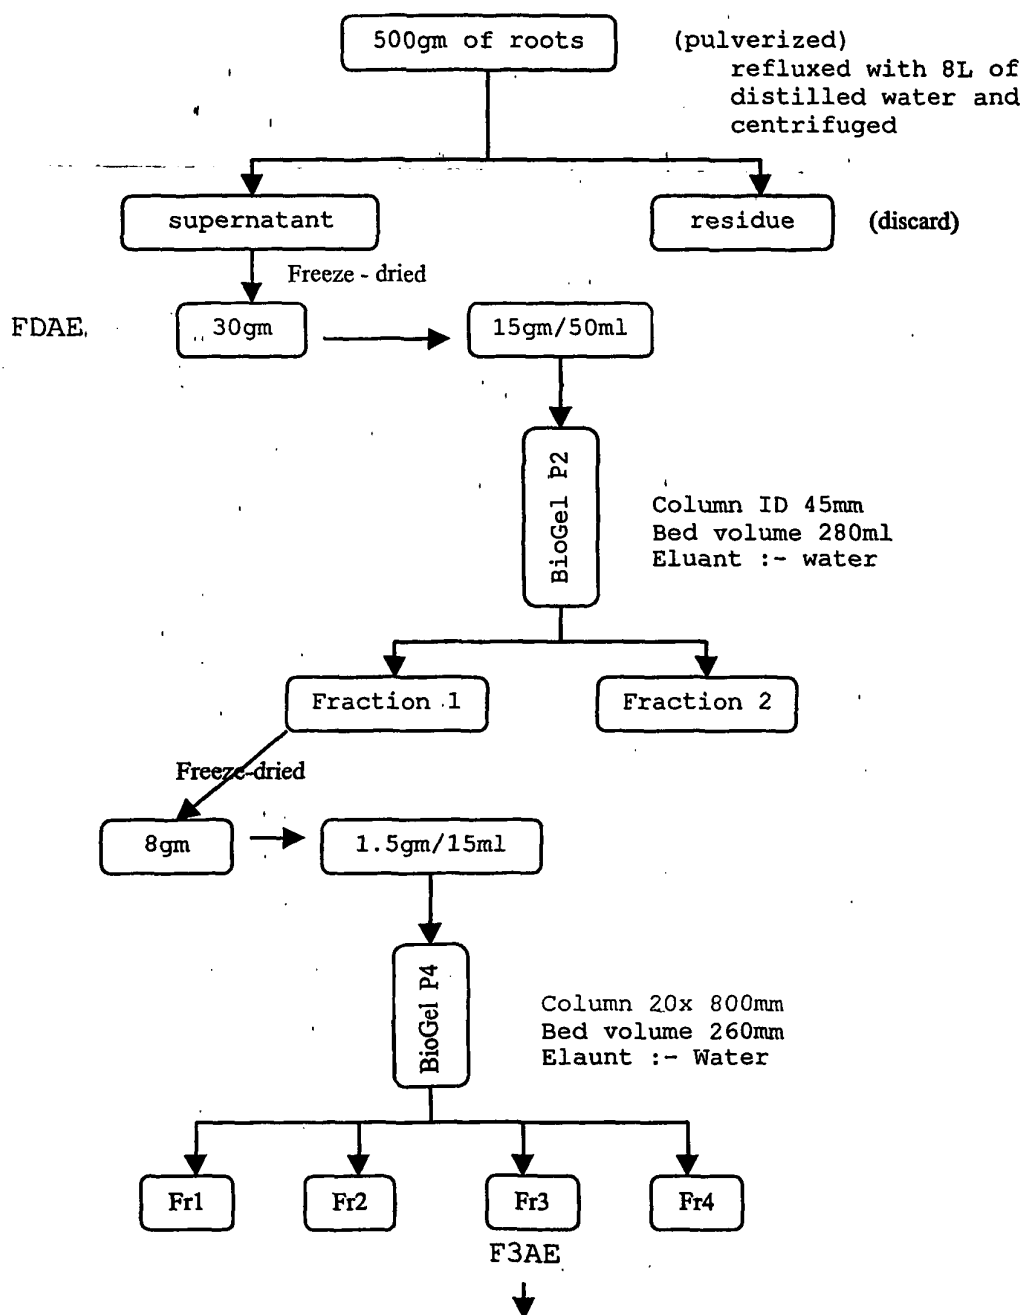 500gm of roots
(pulverized)
refluxed with 8L of
distilled water and
centrifuged
supernatant
residue
(discard)
Freeze - dried
FDAE
30gm
15gm/50ml
BioGel P2
Column ID 45mm
Bed volume 280ml
Eluant :- water
Fraction 1
Fraction 2
Freeze-dried
8gm
1.5gm/15ml
BioGel P4
Column 20x 800mm
Bed volume 260mm
Elaunt :- Water
Fr1
Fr2
Fr3
Fr4
F3AE